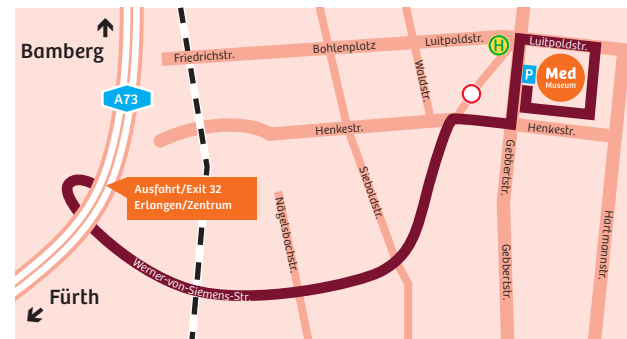 Bamberg
A73
Friedrichstr.
Bohlenplatz
Luitpoldstr.
H
Luitpoldstr.
P
Med
Museum
Waldstr.
Henkestr.
Henkestr.
Ausfahrt/Exit 32
Erlangen/Zentrum
Nägelsbachstr.
Sieboldstr.
Gebbertstr.
Gebbertstr.
Hartmannstr.
Werner-von-Siemens-Str.
Fürth